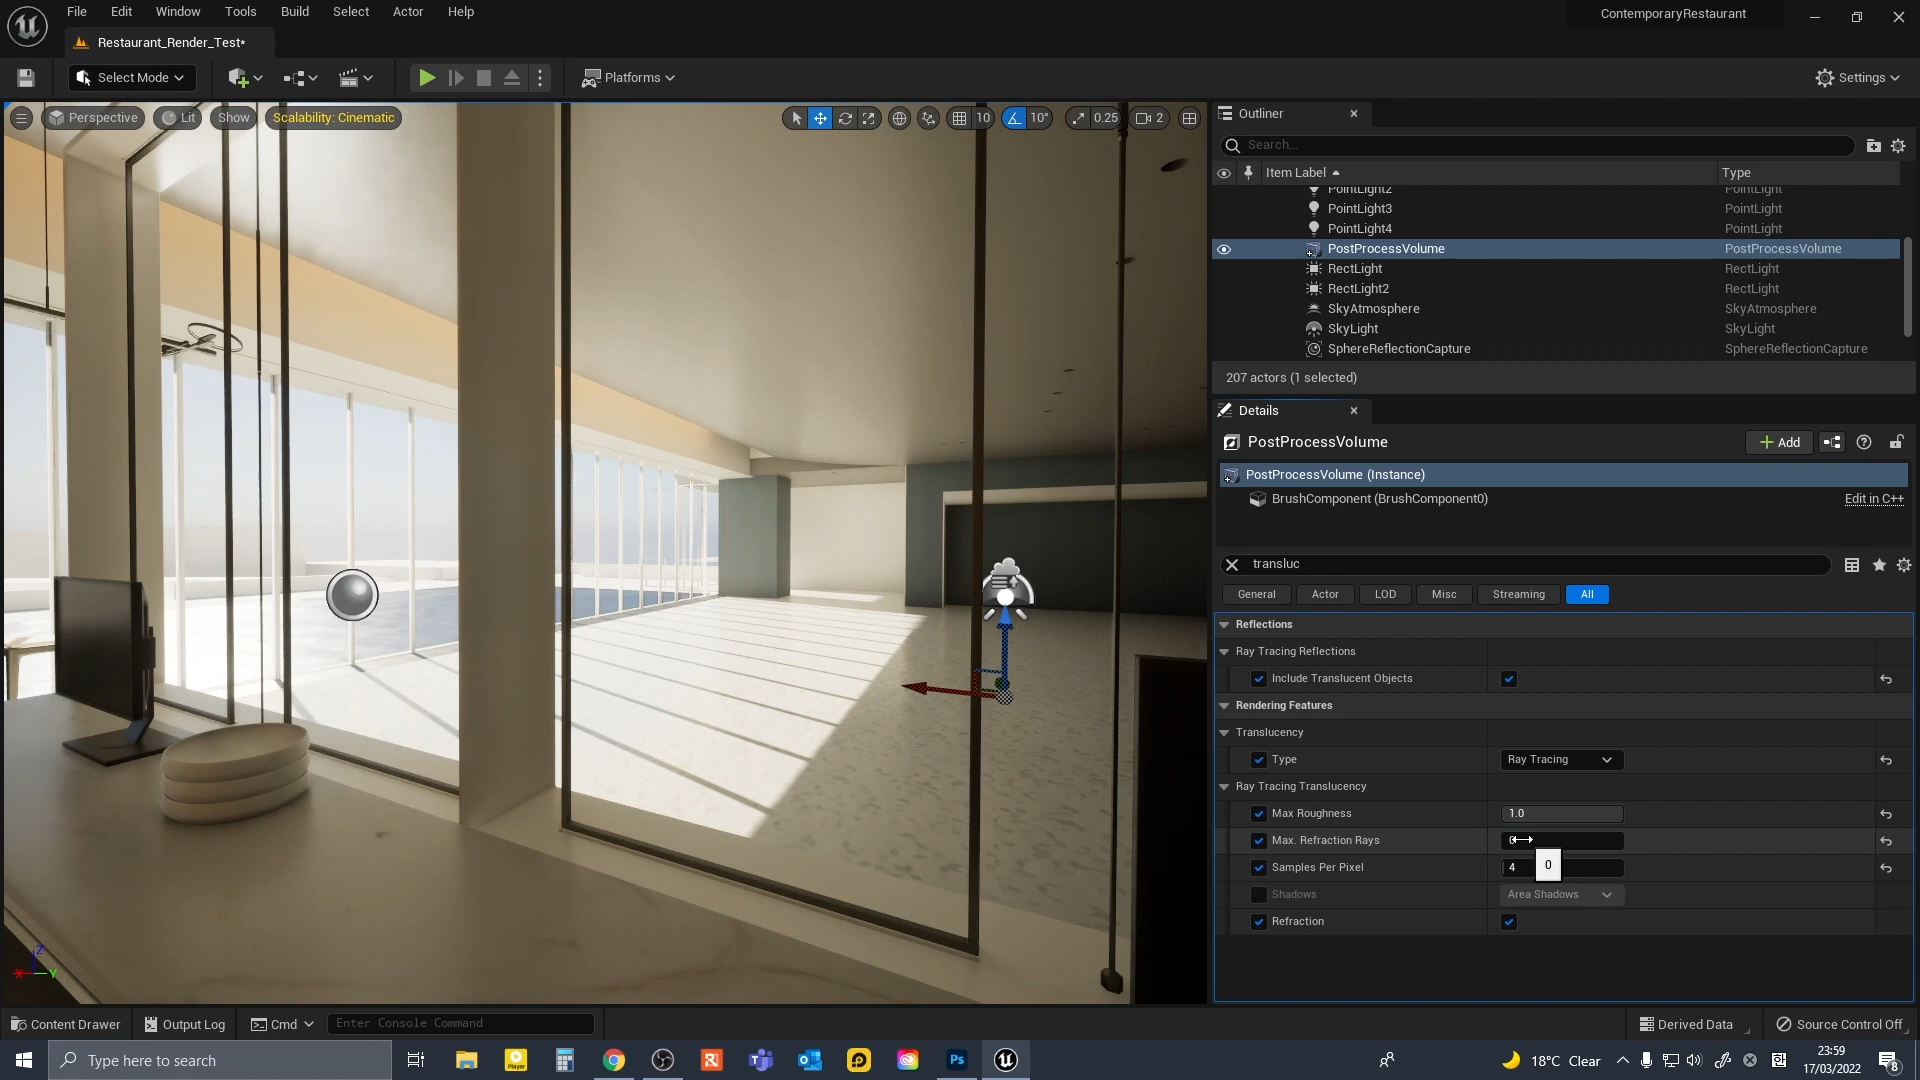 File Edit Window Tools Build Select Actor Help
ContemporaryRestaurant
Restaurant_Render_Test*
Select Mode
Platforms
Settings
Perspective Lit Show Scalability: Cinematic
10 10° 0.25 2
Outliner
Search...
Item Label Type
PointLight2 PointLight
PointLight3 PointLight
PointLight4 PointLight
PostProcessVolume PostProcessVolume
RectLight RectLight
RectLight2 RectLight
SkyAtmosphere SkyAtmosphere
SkyLight SkyLight
SphereReflectionCapture SphereReflectionCapture
207 actors (1 selected)
Details
PostProcessVolume
Add
PostProcessVolume (Instance)
BrushComponent (BrushComponent0) Edit in C++
transluc
General Actor LOD Misc Streaming All
Reflections
Ray Tracing Reflections
Include Translucent Objects
Rendering Features
Translucency
Type Ray Tracing
Ray Tracing Translucency
Max Roughness 1.0
Max. Refraction Rays
Samples Per Pixel 4
0
Shadows Area Shadows
Refraction
X Y Z
Content Drawer Output Log Cmd Enter Console Command
Derived Data Source Control Off
Type here to search
Player
Ps
18°C Clear
23:59
17/03/2022
8